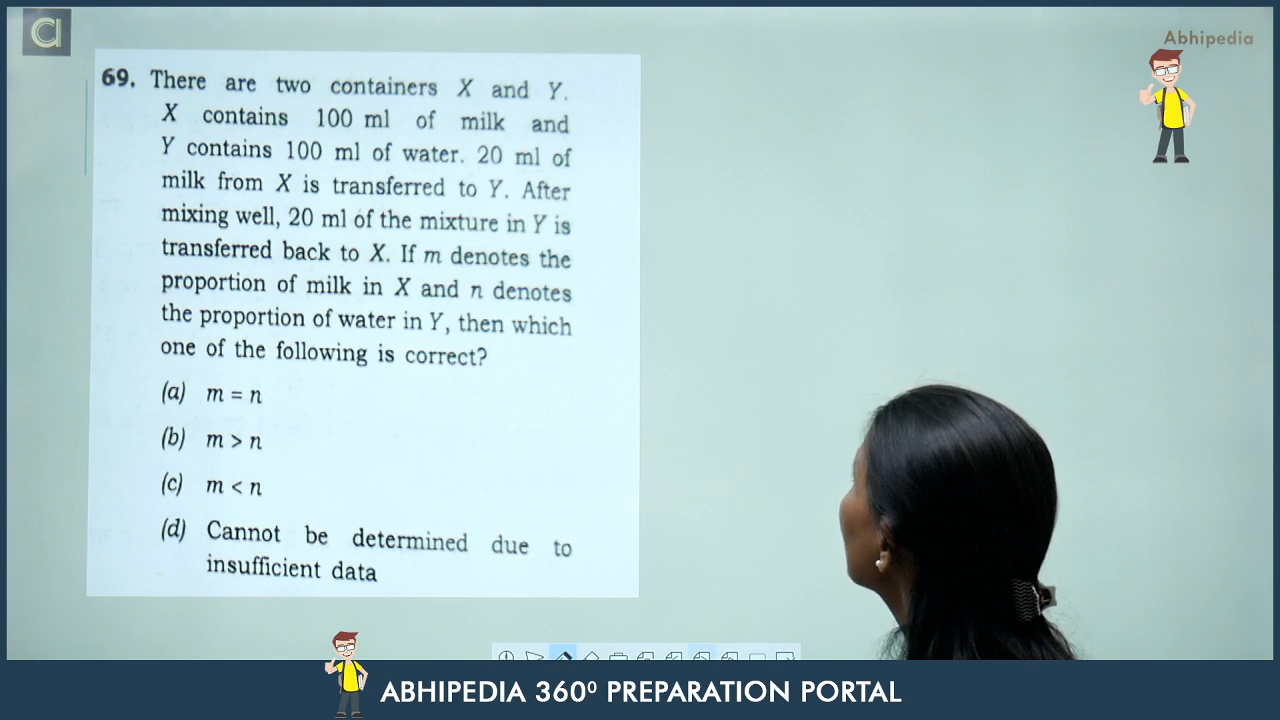 a
Abhipedia
69. There are two containers X and Y.
X contains 100 ml of milk and
Y contains 100 ml of water. 20 ml of
milk from X is transferred to Y. After
mixing well, 20 ml of the mixture in Y is
transferred back to X. If m denotes the
proportion of milk in X and n denotes
the proportion of water in Y, then which
one of the following is correct?
(a) m = n
(b) m > n
(c) m < n
(d) Cannot be determined due to
insufficient data
ABHIPEDIA 360⁰ PREPARATION PORTAL